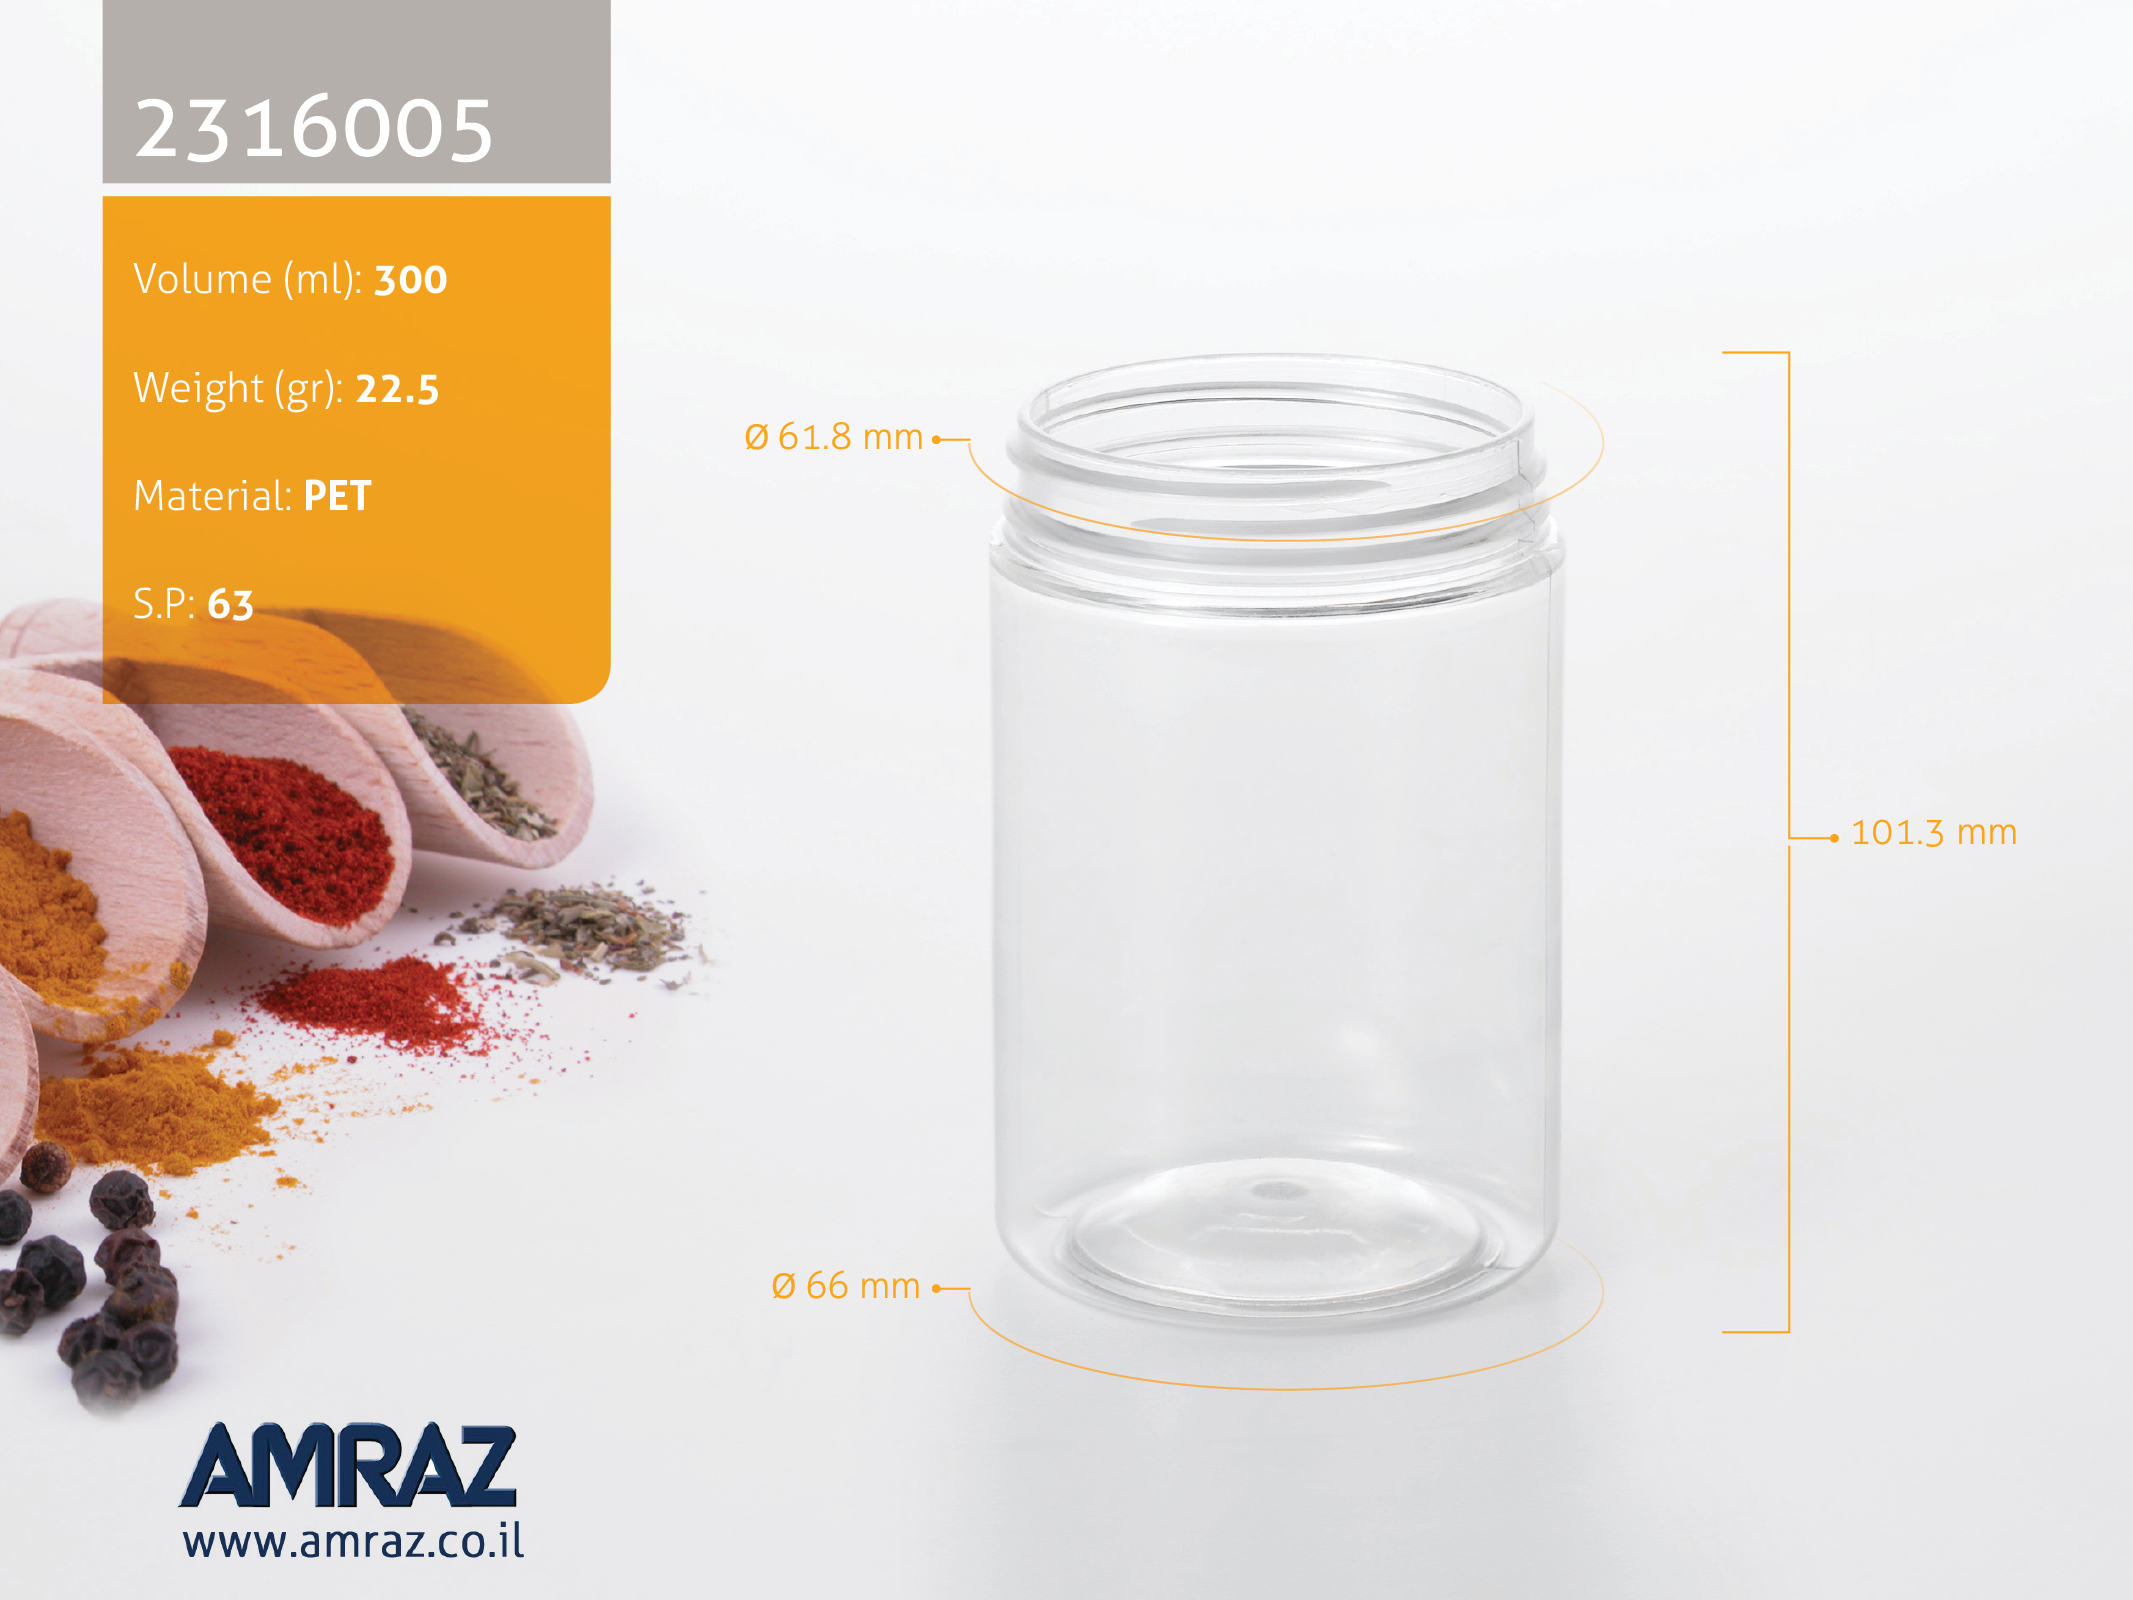 2316005
Volume (ml): 300
Weight (gr): 22.5
Material: PET
S.P: 63
Ø 61.8 mm
101.3 mm
Ø 66 mm
AMRAZ
www.amraz.co.il